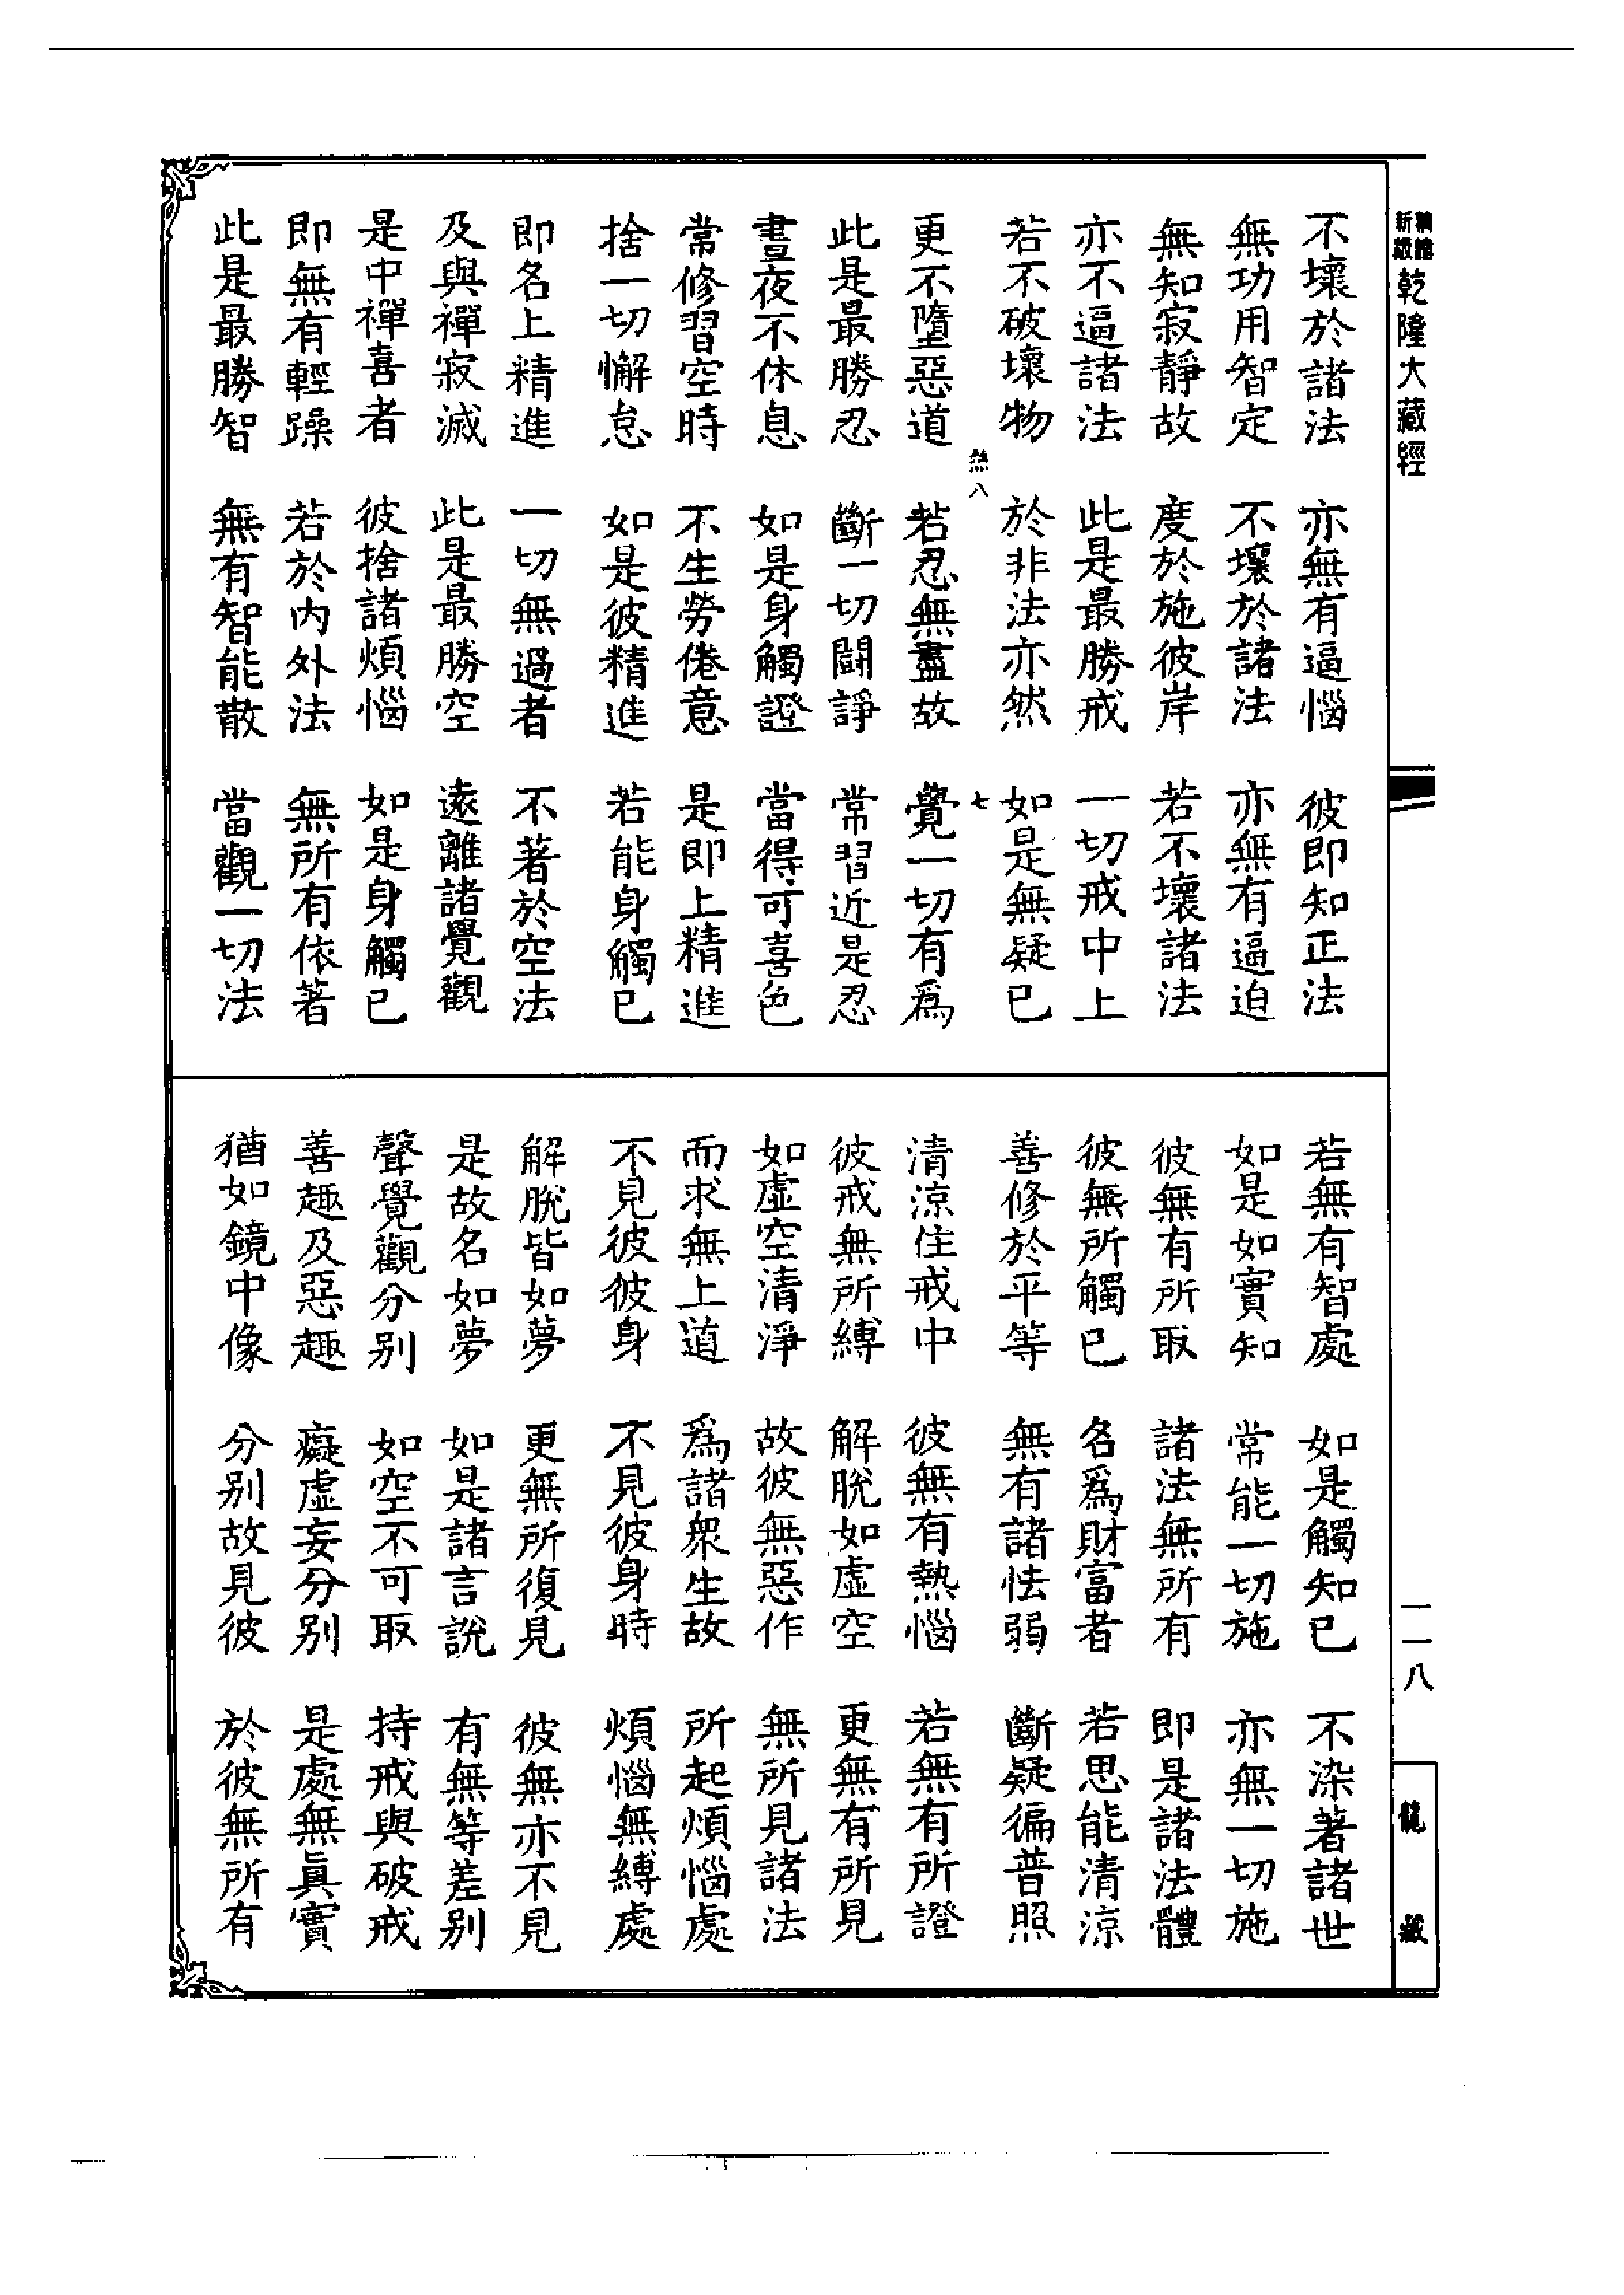 新纂縮縮乾隆大藏經
不壞於諸法　亦無有逼惱　彼即知正法
無功用智定　不壞於諸法　亦無有逼迫
無知寂靜故　度於施彼岸　若不壞諸法
亦不逼諸法　此是最勝戒　一切戒中上
若不破壞物　於非法亦然　如是無疑已
更不墮惡道　若忍無盡故　覺一切有爲
此是最勝忍　斷一切鬪諍　常習近是忍
晝夜不休息　如是身觸證　當得可喜色
常修習空時　不生勞倦意　是即上精進
捨一切懈怠　如是彼精進　若能身觸已
即名上精進　一切無過者　不著於空法
及與禪寂滅　此是最勝空　遠離諸覺觀
是中禪喜者　彼捨諸煩惱　如是身觸已
即無有輕躁　若於內外法　無所有依著
此是最勝智　無有智能散　當觀一切法
若無有智處　如是觸知已　不染著諸世
如是如實知　常能一切施　亦無一切施
彼無有所取　諸法無所有　即是諸法體
彼無所觸已　名爲財富者　若思能清涼
善修於平等　無有諸怯弱　斷疑徧普照
清涼住戒中　彼無有熱惱　若無有所證
彼戒無所縛　解脫如虛空　更無有所見
如虛空清淨　故彼無惡作　無所見諸法
而求無上道　爲諸衆生故　所起煩惱處
不見彼彼身　不見彼身時　煩惱無縛處
解脫皆如夢　更無所復見　彼無亦不見
是故名如夢　如是諸言說　有無等差別
聲覺觀分別　如空不可取　持戒與破戒
善趣及惡趣　癡虛妄分別　是處無眞實
猶如鏡中像　分別故見彼　於彼無所有
八
七
一一八
龍藏